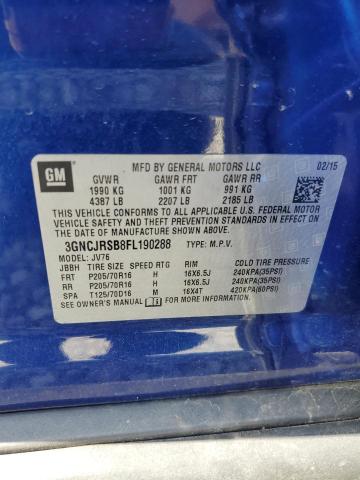 GM
MFD BY GENERAL MOTORS LLC 02/15
GVWR GAWR FRT GAWR RR
1990 KG 1001 KG 991 KG
4387 LB 2207 LB 2185 LB
THIS VEHICLE CONFORMS TO ALL APPLICABLE U.S. FEDERAL MOTOR
VEHICLE SAFETY AND THEFT PREVENTION STANDARDS IN EFFECT
ON THE DATE OF MANUFACTURE SHOWN ABOVE.
3GNCJRSB8FL190288 TYPE: M.P.V.
MODEL: JV76
JBBH TIRE SIZE SPEED RTG RIM COLD TIRE PRESSURE
FRT P205/70R16 H 16X6.5J 240KPA(35PSI)
RR P205/70R16 H 16X6.5J 240KPA(35PSI)
SPA T125/70D16 M 16X4T 420KPA(60PSI)
SEE OWNER'S MANUAL FOR ADDITIONAL INFORMATION.